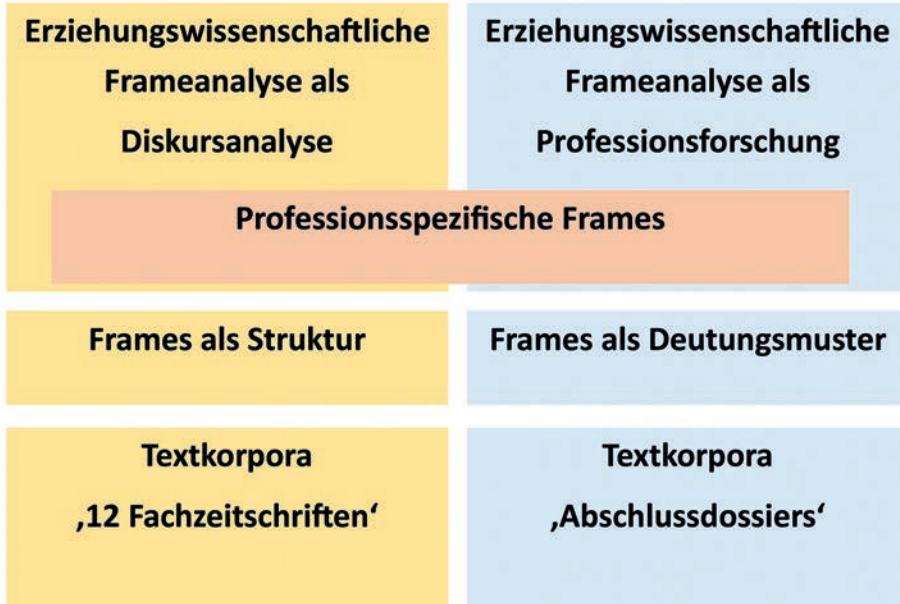 Erziehungswissenschaftliche
Frameanalyse als
Diskursanalyse
Erziehungswissenschaftliche
Frameanalyse als
Professionsforschung
Professionsspezifische Frames
Frames als Struktur
Frames als Deutungsmuster
Textkorpora
‚12 Fachzeitschriften‘
Textkorpora
‚Abschlussdossiers‘